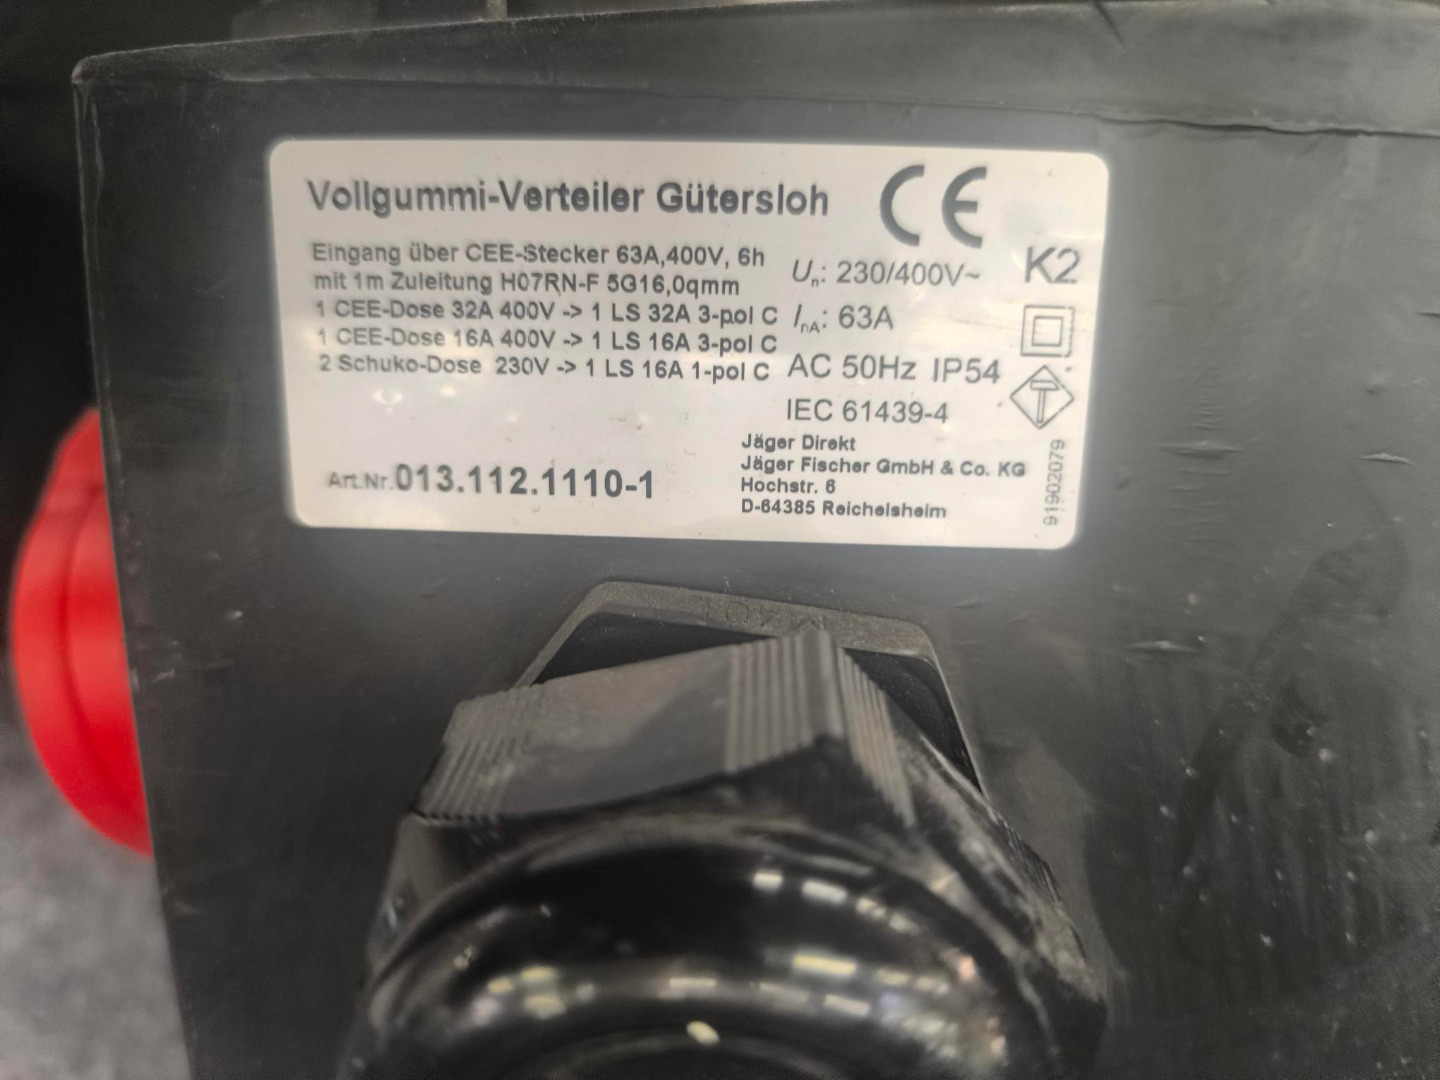 Vollgummi-Verteiler Gütersloh
CE
Eingang über CEE-Stecker 63A,400V, 6h
mit 1m Zuleitung H07RN-F 5G16,0qmm
1 CEE-Dose 32A 400V -> 1 LS 32A 3-pol C
1 CEE-Dose 16A 400V -> 1 LS 16A 3-pol C
2 Schuko-Dose 230V -> 1 LS 16A 1-pol C
Un: 230/400V~
K2
InA: 63A
AC 50Hz IP54
IEC 61439-4
Art.Nr.013.112.1110-1
Jäger Direkt
Jäger Fischer GmbH & Co. KG
Hochstr. 6
D-64385 Reichelsheim
91902079